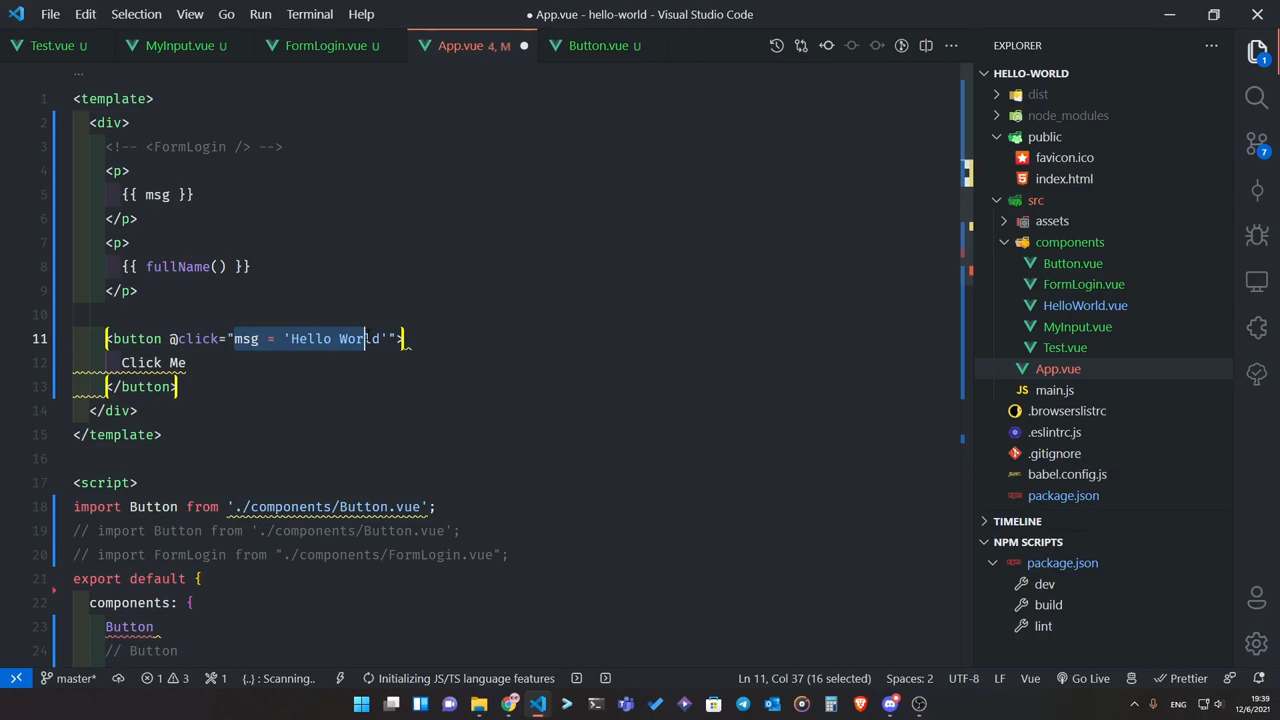 File Edit Selection View Go Run Terminal Help
● App.vue - hello-world - Visual Studio Code
Test.vue U
MyInput.vue U
FormLogin.vue U
App.vue 4, M
Button.vue U
...
1 <template>
2 <div>
3 <!-- <FormLogin /> -->
4 <p>
5 {{ msg }}
6 </p>
7 <p>
8 {{ fullName() }}
9 </p>
10
11 <button @click="msg = 'Hello World'">
12 Click Me
13 </button>
14 </div>
15 </template>
16
17 <script>
18 import Button from './components/Button.vue';
19 // import Button from './components/Button.vue';
20 // import FormLogin from "./components/FormLogin.vue";
21 export default {
22 components: {
23 Button
24 // Button
EXPLORER
HELLO-WORLD
dist
node_modules
public
favicon.ico
index.html
src
assets
components
Button.vue
FormLogin.vue
HelloWorld.vue
MyInput.vue
Test.vue
App.vue
JS main.js
.browserslistrc
.eslintrc.js
.gitignore
babel.config.js
package.json
TIMELINE
NPM SCRIPTS
package.json
dev
build
lint
1
7
master* 1 3 1 {..} : Scanning.. Initializing JS/TS language features Ln 11, Col 37 (16 selected) Spaces: 2 UTF-8 LF Vue Go Live Prettier
ENG
19:39
12/6/2021